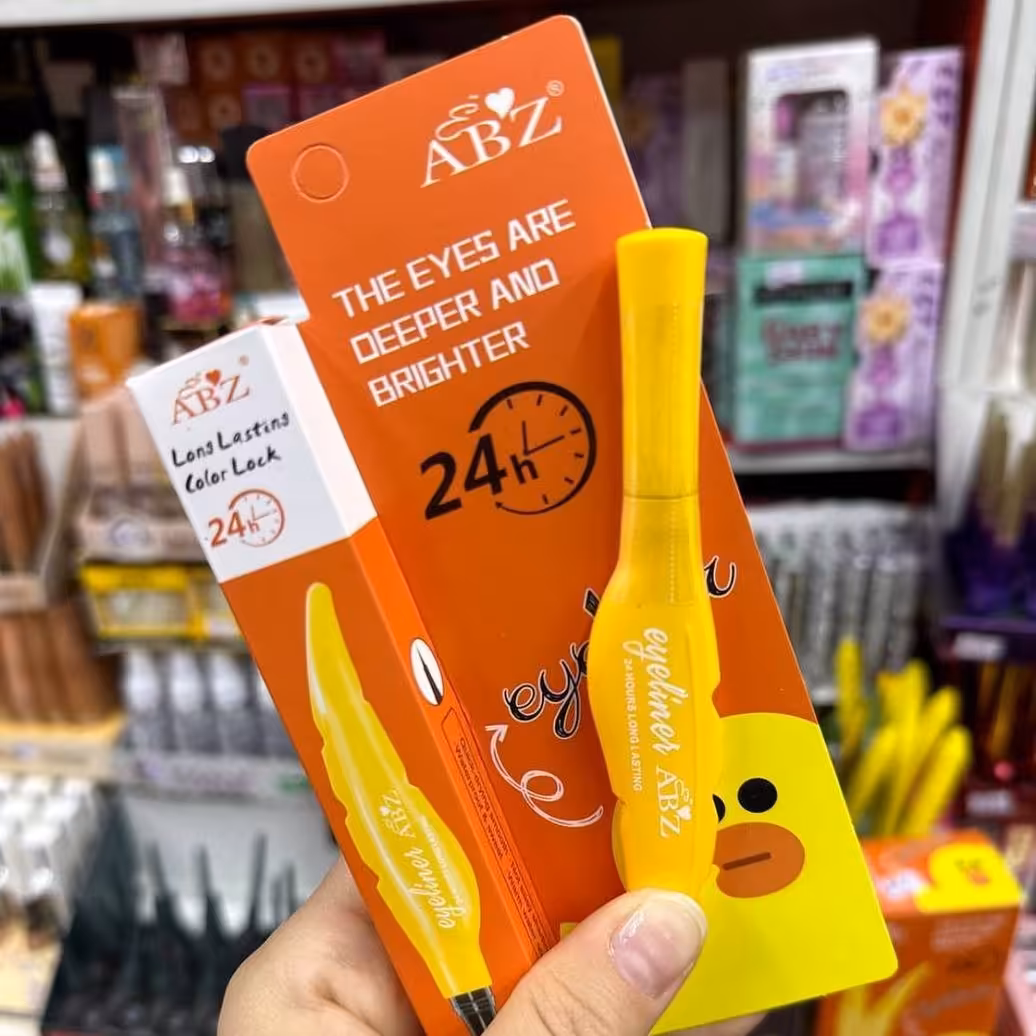 ABZ®
THE EYES ARE
DEEPER AND
BRIGHTER
24h
ABZ®
Long Lasting
Color Lock
24h
eyeliner ABZ
eyeliner ABZ
24 HOURS LONG LASTING